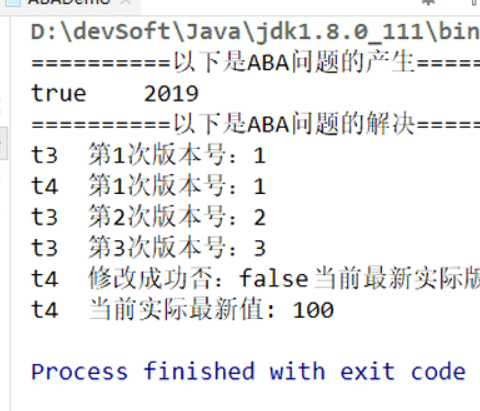 ABADemo
D:\devSoft\Java\jdk1.8.0_111\bin
==========以下是ABA问题的产生=====
true 2019
==========以下是ABA问题的解决=====
t3 第1次版本号：1
t4 第1次版本号：1
t3 第2次版本号：2
t3 第3次版本号：3
t4 修改成功否：false当前最新实际版
t4 当前实际最新值: 100
Process finished with exit code